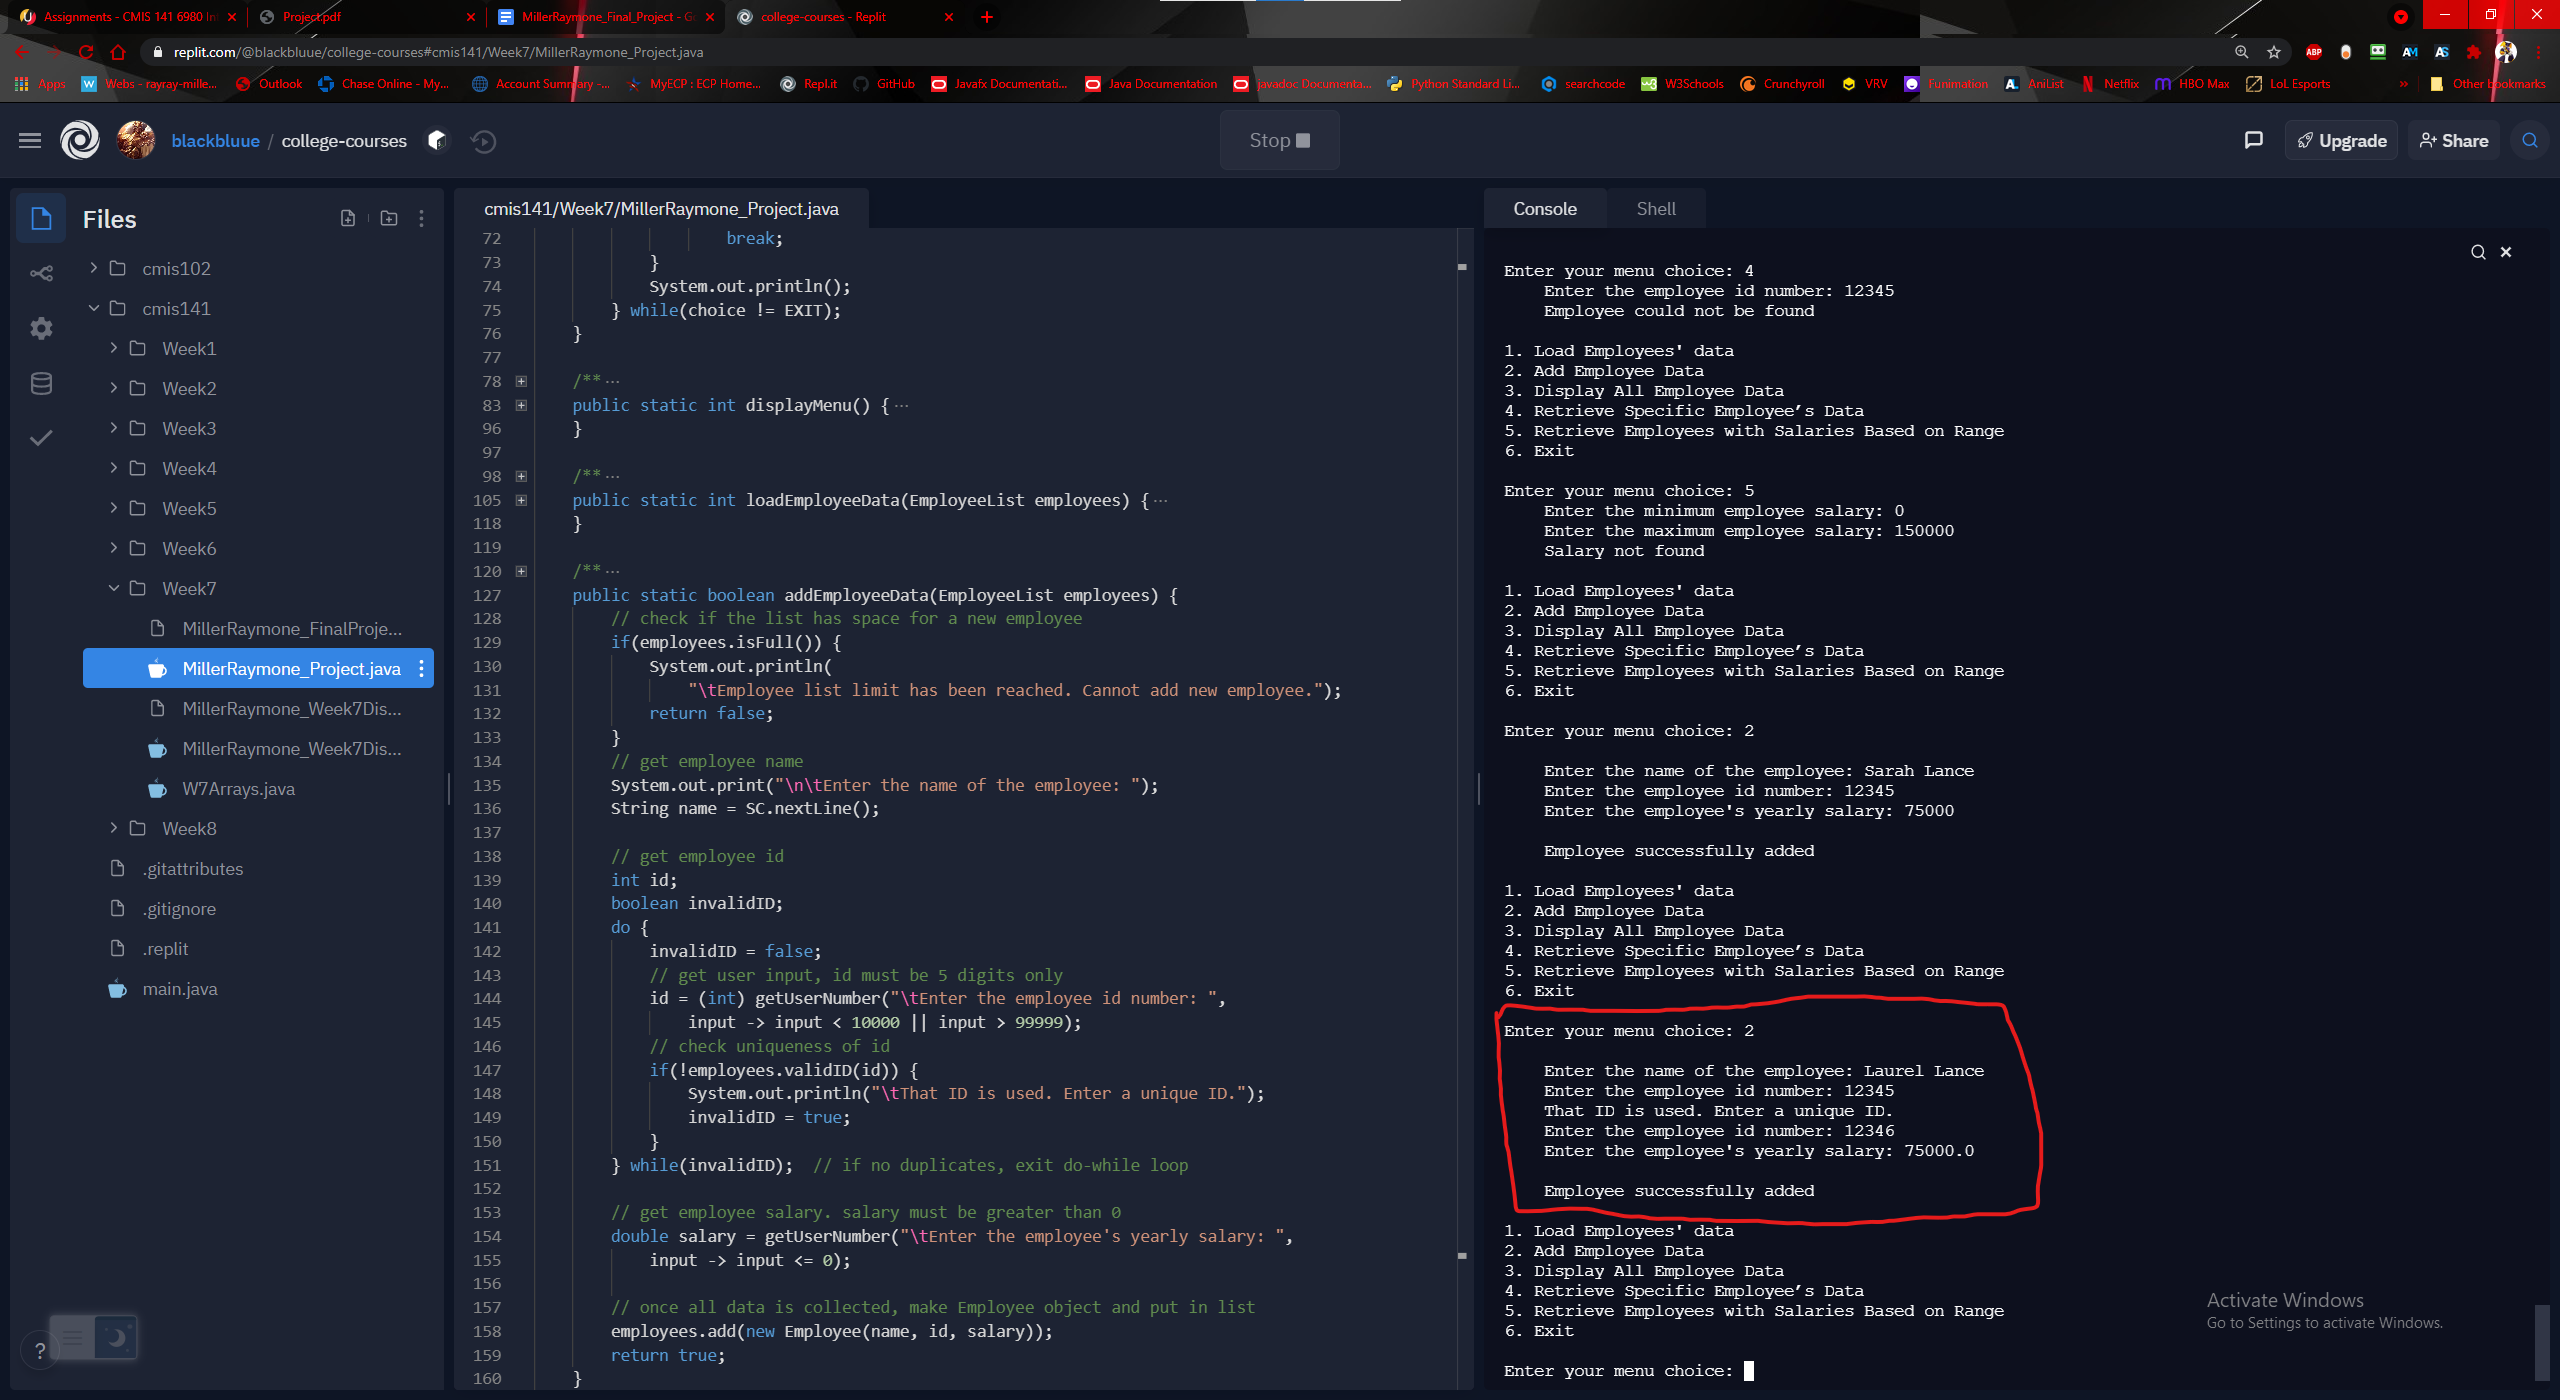 Assignments - CMIS 141 6980 In
Project.pdf
MillerRaymone_Final_Project - G
college-courses - Replit
replit.com/@blackbluue/college-courses#cmis141/Week7/MillerRaymone_Project.java
Apps
Webs - rayray-mille...
Outlook
Chase Online - My...
Account Summary -...
MyECP : ECP Home...
RepLit
GitHub
Javafx Documentati...
Java Documentation
javadoc Documenta...
Python Standard Li...
searchcode
W3Schools
Crunchyroll
VRV
Funimation
AniList
Netflix
HBO Max
LoL Esports
»
Other bookmarks
blackbluue / college-courses
Stop
Upgrade
Share
Files
cmis102
cmis141
Week1
Week2
Week3
Week4
Week5
Week6
Week7
MillerRaymone_FinalProje...
MillerRaymone_Project.java
MillerRaymone_Week7Dis...
MillerRaymone_Week7Dis...
W7Arrays.java
Week8
.gitattributes
.gitignore
.replit
main.java
?
cmis141/Week7/MillerRaymone_Project.java
72 break;
73 }
74 System.out.println();
75 } while(choice != EXIT);
76 }
77
78 /** ···
83 public static int displayMenu() { ···
96 }
97
98 /** ···
105 public static int loadEmployeeData(EmployeeList employees) { ···
118 }
119
120 /** ···
127 public static boolean addEmployeeData(EmployeeList employees) {
128 // check if the list has space for a new employee
129 if(employees.isFull()) {
130 System.out.println(
131 "\tEmployee list limit has been reached. Cannot add new employee.");
132 return false;
133 }
134 // get employee name
135 System.out.print("\n\tEnter the name of the employee: ");
136 String name = SC.nextLine();
137
138 // get employee id
139 int id;
140 boolean invalidID;
141 do {
142 invalidID = false;
143 // get user input, id must be 5 digits only
144 id = (int) getUserNumber("\tEnter the employee id number: ",
145 input -> input < 10000 || input > 99999);
146 // check uniqueness of id
147 if(!employees.validID(id)) {
148 System.out.println("\tThat ID is used. Enter a unique ID.");
149 invalidID = true;
150 }
151 } while(invalidID);  // if no duplicates, exit do-while loop
152
153 // get employee salary. salary must be greater than 0
154 double salary = getUserNumber("\tEnter the employee's yearly salary: ",
155 input -> input <= 0);
156
157 // once all data is collected, make Employee object and put in list
158 employees.add(new Employee(name, id, salary));
159 return true;
160 }
Console
Shell
Enter your menu choice: 4
Enter the employee id number: 12345
Employee could not be found
1. Load Employees' data
2. Add Employee Data
3. Display All Employee Data
4. Retrieve Specific Employee’s Data
5. Retrieve Employees with Salaries Based on Range
6. Exit
Enter your menu choice: 5
Enter the minimum employee salary: 0
Enter the maximum employee salary: 150000
Salary not found
1. Load Employees' data
2. Add Employee Data
3. Display All Employee Data
4. Retrieve Specific Employee’s Data
5. Retrieve Employees with Salaries Based on Range
6. Exit
Enter your menu choice: 2
Enter the name of the employee: Sarah Lance
Enter the employee id number: 12345
Enter the employee's yearly salary: 75000
Employee successfully added
1. Load Employees' data
2. Add Employee Data
3. Display All Employee Data
4. Retrieve Specific Employee’s Data
5. Retrieve Employees with Salaries Based on Range
6. Exit
Enter your menu choice: 2
Enter the name of the employee: Laurel Lance
Enter the employee id number: 12345
That ID is used. Enter a unique ID.
Enter the employee id number: 12346
Enter the employee's yearly salary: 75000.0
Employee successfully added
1. Load Employees' data
2. Add Employee Data
3. Display All Employee Data
4. Retrieve Specific Employee’s Data
5. Retrieve Employees with Salaries Based on Range
6. Exit
Enter your menu choice:
Activate Windows
Go to Settings to activate Windows.